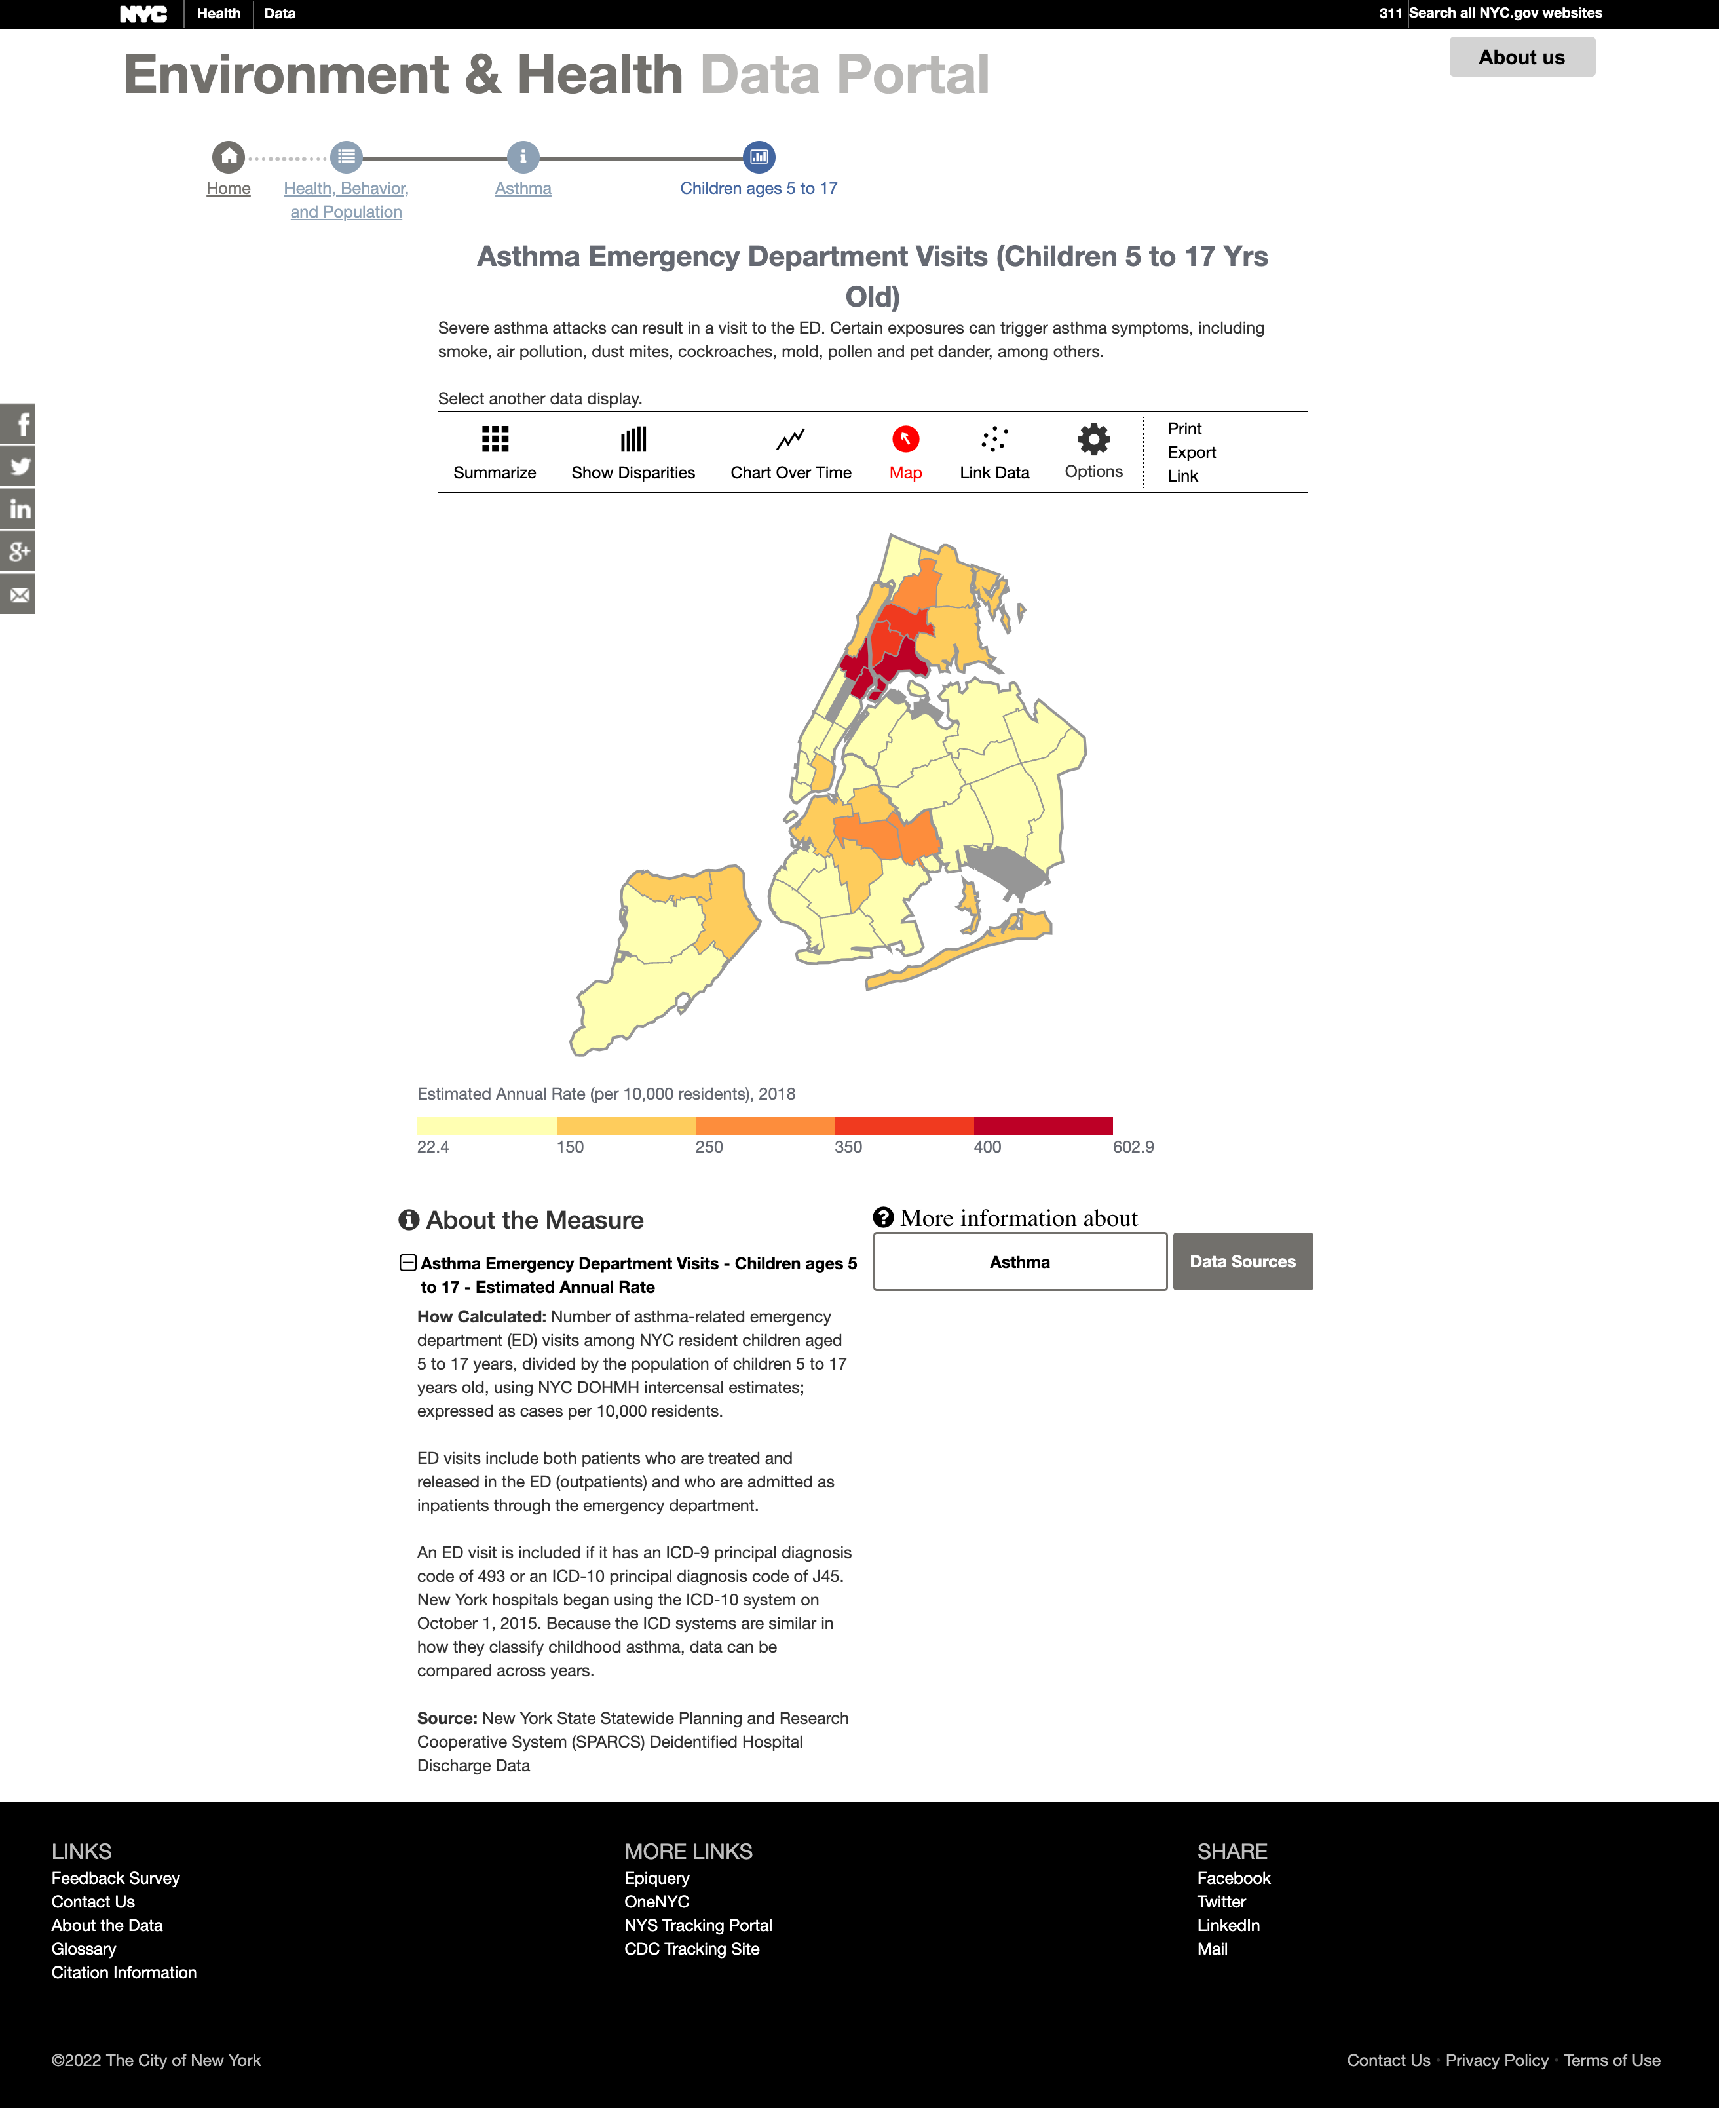 NYC
Health
Data
311
Search all NYC.gov websites
Environment & Health Data Portal
About us
Home
Health, Behavior,
and Population
Asthma
Children ages 5 to 17
Asthma Emergency Department Visits (Children 5 to 17 Yrs
Old)
Severe asthma attacks can result in a visit to the ED. Certain exposures can trigger asthma symptoms, including
smoke, air pollution, dust mites, cockroaches, mold, pollen and pet dander, among others.
Select another data display.
Summarize
Show Disparities
Chart Over Time
Map
Link Data
Options
Print
Export
Link
f
in
g+
Estimated Annual Rate (per 10,000 residents), 2018
22.4
150
250
350
400
602.9
About the Measure
Asthma Emergency Department Visits - Children ages 5
to 17 - Estimated Annual Rate
How Calculated: Number of asthma-related emergency
department (ED) visits among NYC resident children aged
5 to 17 years, divided by the population of children 5 to 17
years old, using NYC DOHMH intercensal estimates;
expressed as cases per 10,000 residents.
ED visits include both patients who are treated and
released in the ED (outpatients) and who are admitted as
inpatients through the emergency department.
An ED visit is included if it has an ICD-9 principal diagnosis
code of 493 or an ICD-10 principal diagnosis code of J45.
New York hospitals began using the ICD-10 system on
October 1, 2015. Because the ICD systems are similar in
how they classify childhood asthma, data can be
compared across years.
Source: New York State Statewide Planning and Research
Cooperative System (SPARCS) Deidentified Hospital
Discharge Data
More information about
Asthma
Data Sources
LINKS
Feedback Survey
Contact Us
About the Data
Glossary
Citation Information
MORE LINKS
Epiquery
OneNYC
NYS Tracking Portal
CDC Tracking Site
SHARE
Facebook
Twitter
LinkedIn
Mail
©2022 The City of New York
Contact Us · Privacy Policy · Terms of Use